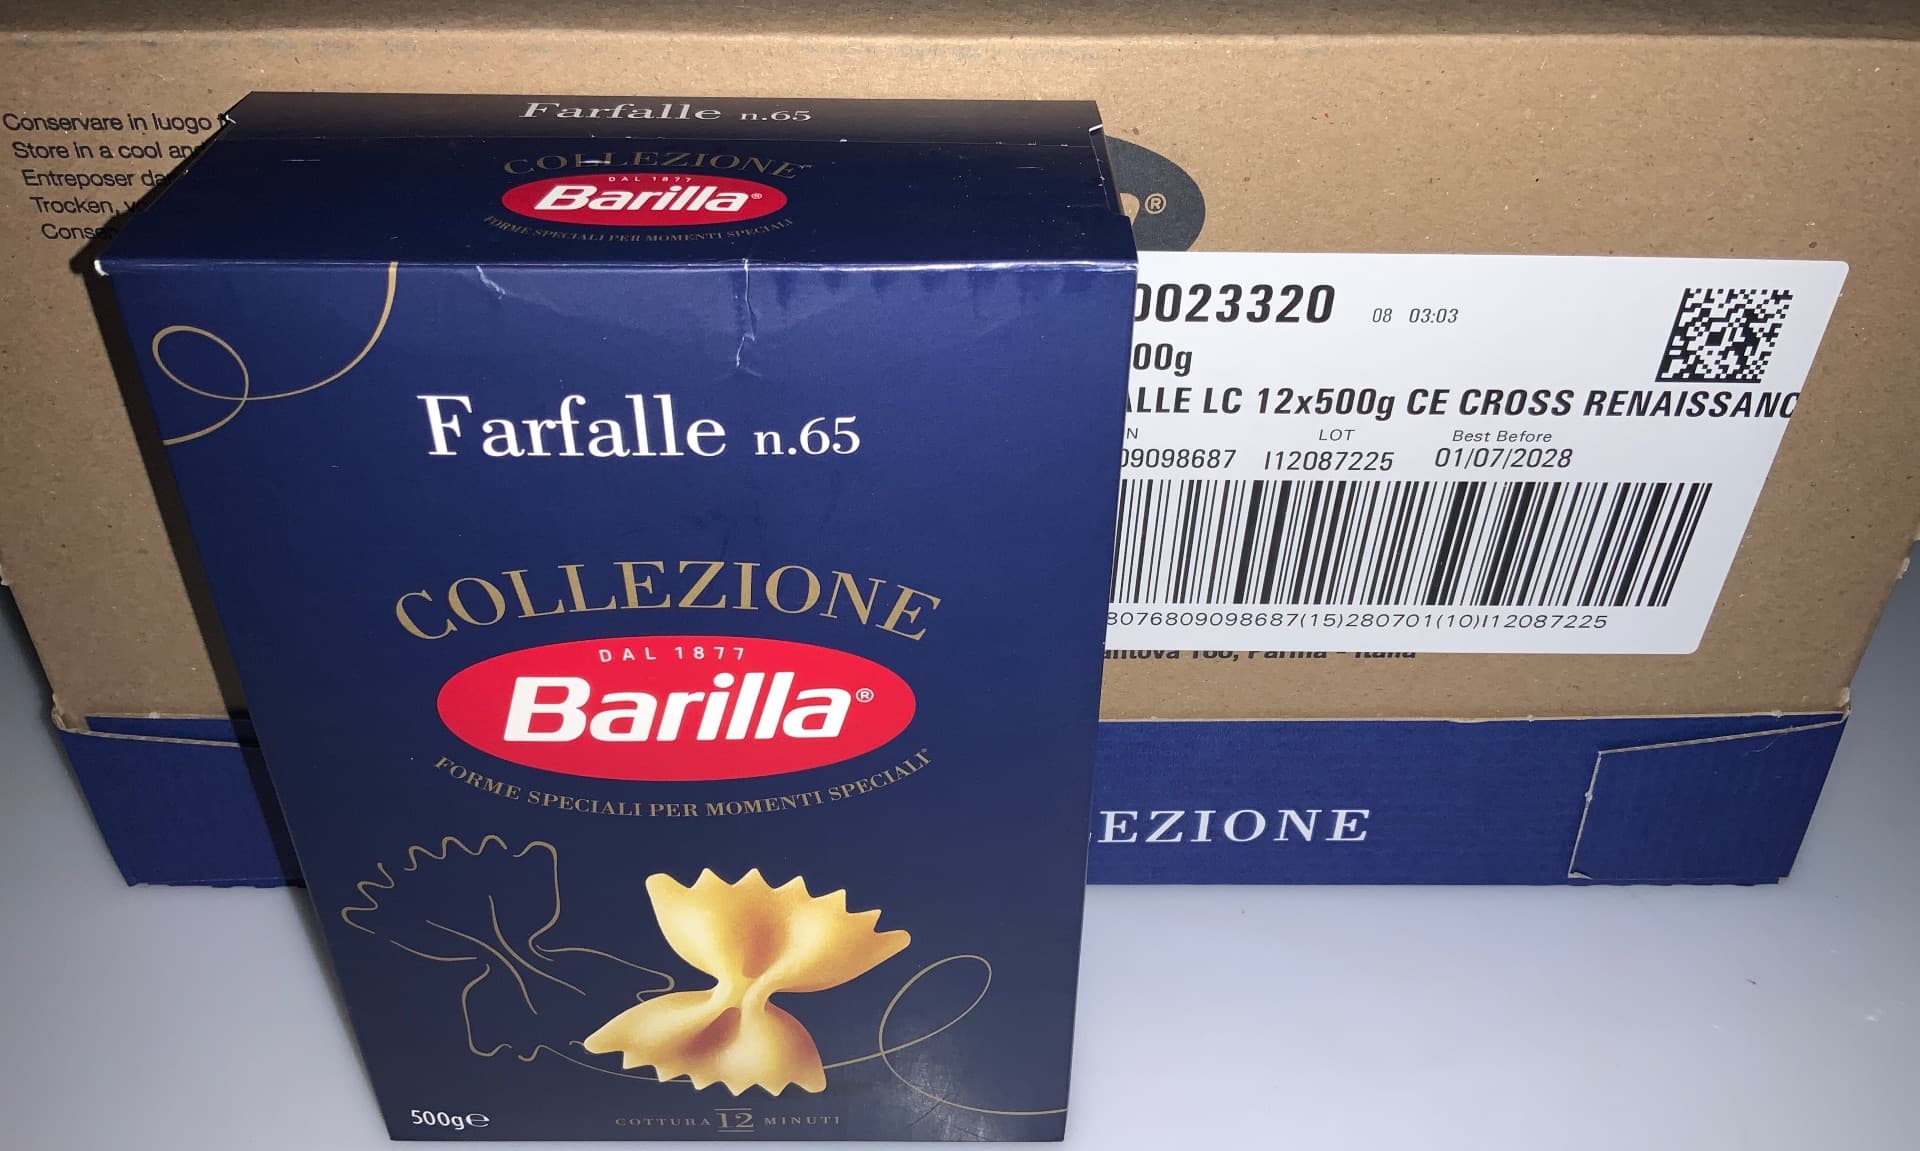 Conservare in luogo
Store in a cool
Entreposer
Trocken,
Farfalle n.65
COLLEZIONE
DAL 1877
Barilla®
FORME SPECIALI PER MOMENTI SPECIALI
Farfalle n.65
COLLEZIONE
DAL 1877
Barilla®
FORME SPECIALI PER MOMENTI SPECIALI
500g℮
COTTURA 12 MINUTI
®
0023320 08 03:03
00g
ALLE LC 12x500g CE CROSS RENAISSANC
N LOT Best Before
09098687 I12087225 01/07/2028
8076809098687(15)280701(10)I12087225
EZIONE